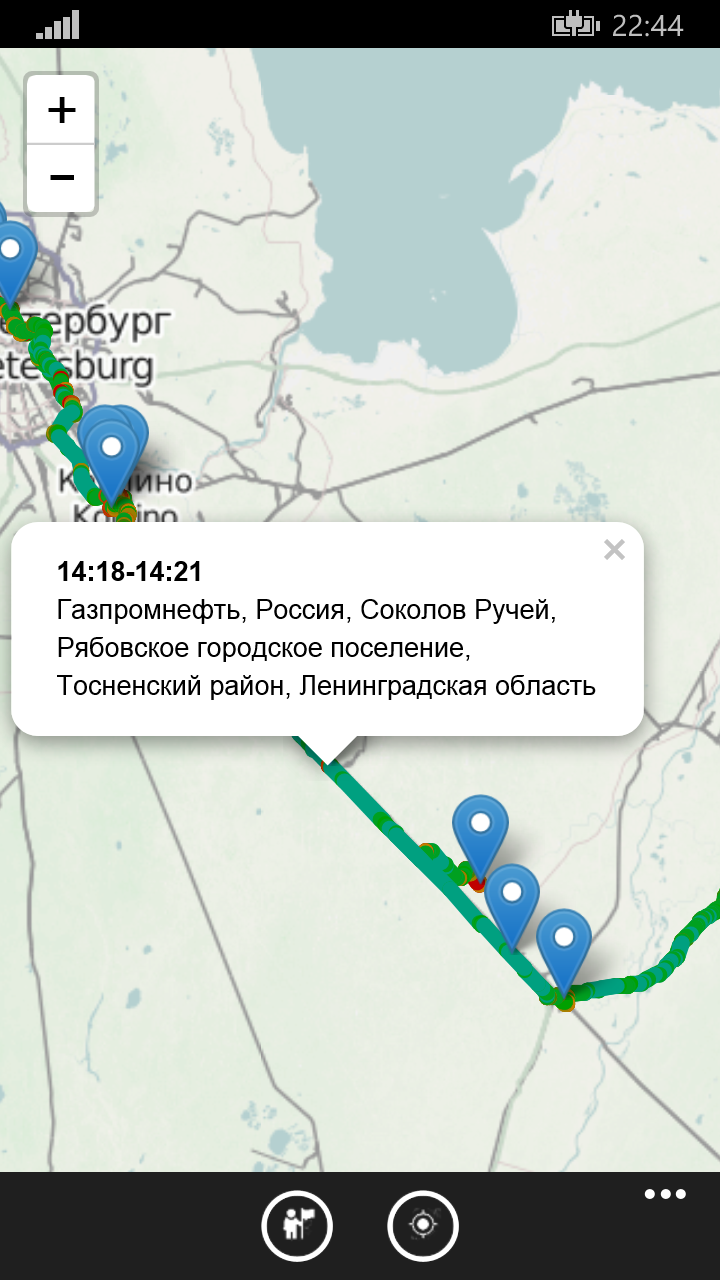 22:44
+
−
тербург
etersburg
14:18-14:21
Газпромнефть, Россия, Соколов Ручей,
Рябовское городское поселение,
Тосненский район, Ленинградская область